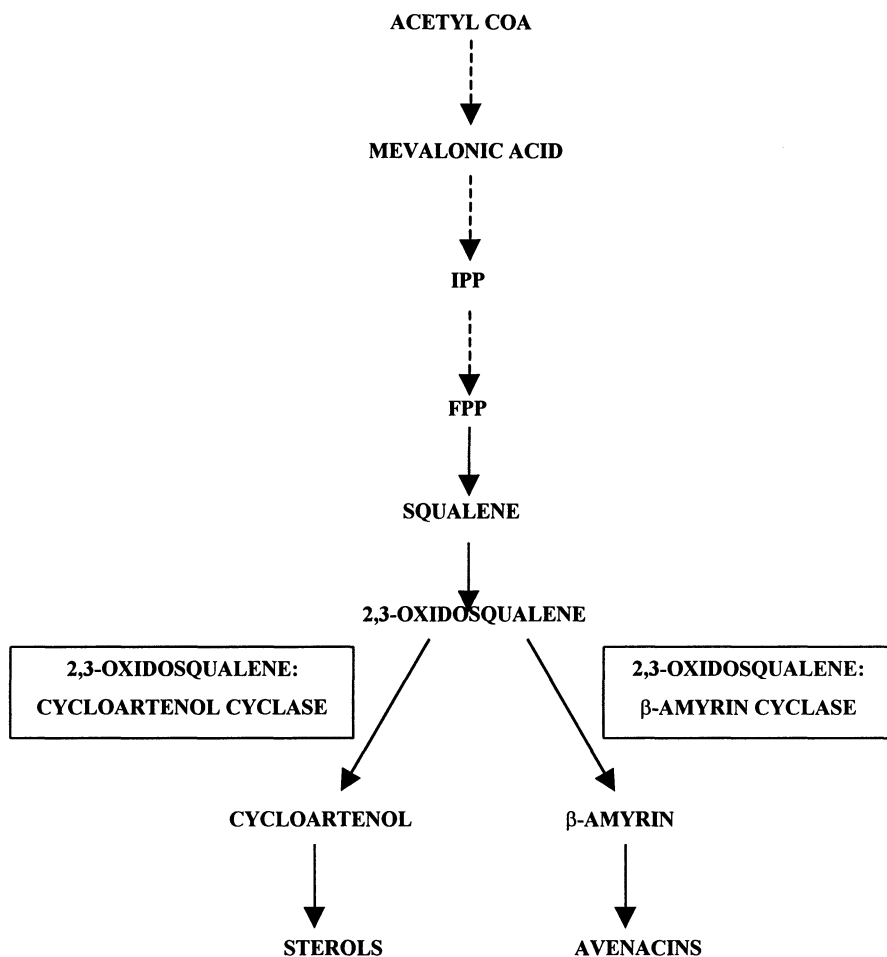 ACETYL COA
MEVALONIC ACID
IPP
FPP
SQUALENE
2,3-OXIDOSQUALENE
2,3-OXIDOSQUALENE:
CYCLOARTENOL CYCLASE
2,3-OXIDOSQUALENE:
β-AMYRIN CYCLASE
CYCLOARTENOL
β-AMYRIN
STEROLS
AVENACINS